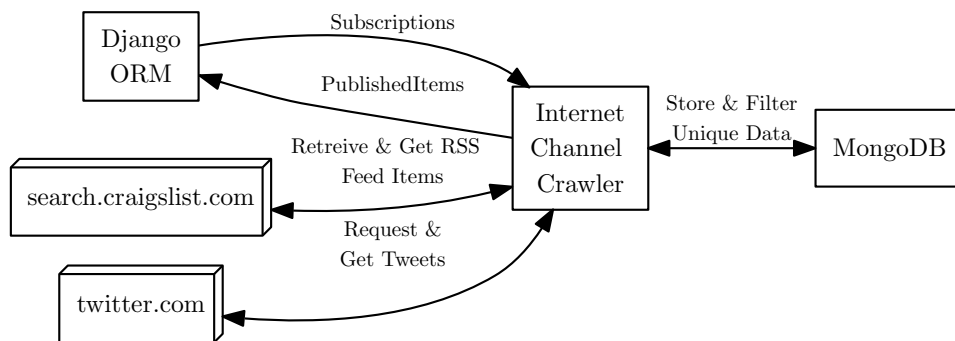 Django
ORM
Subscriptions
PublishedItems
Internet
Channel
Crawler
Store & Filter
Unique Data
MongoDB
Retreive & Get RSS
Feed Items
search.craigslist.com
Request &
Get Tweets
twitter.com